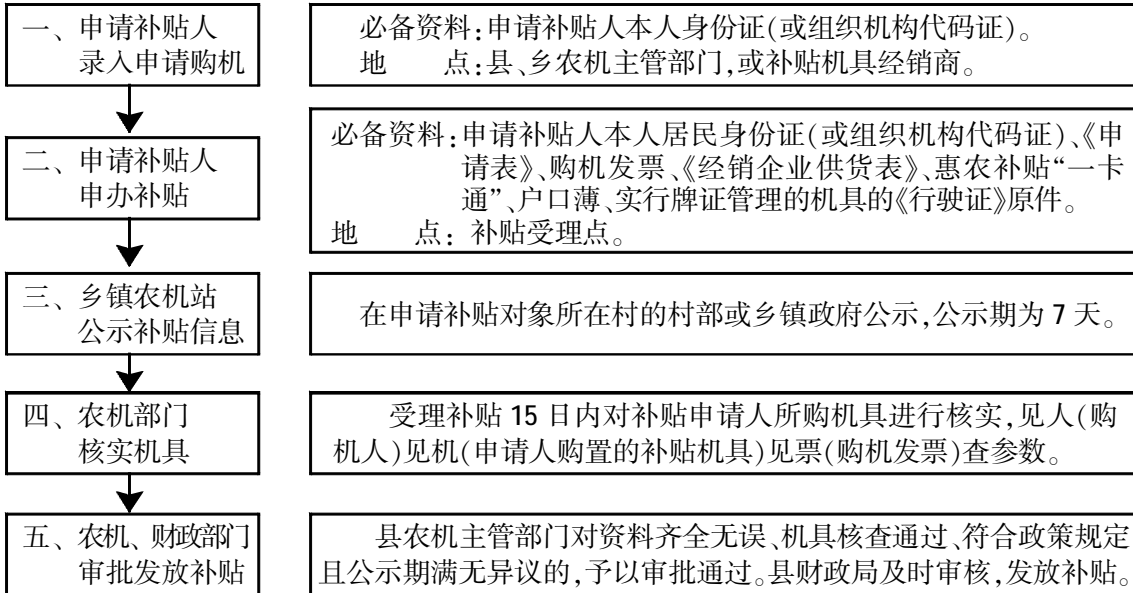 一、申请补贴人
录入申请购机
必备资料:申请补贴人本人身份证(或组织机构代码证)。
地 点:县、乡农机主管部门,或补贴机具经销商。
二、申请补贴人
申办补贴
必备资料:申请补贴人本人居民身份证(或组织机构代码证)、《申
请表》、购机发票、《经销企业供货表》、惠农补贴“一卡
通”、户口薄、实行牌证管理的机具的《行驶证》原件。
地 点:补贴受理点。
三、乡镇农机站
公示补贴信息
在申请补贴对象所在村的村部或乡镇政府公示,公示期为 7 天。
四、农机部门
核实机具
受理补贴 15 日内对补贴申请人所购机具进行核实,见人(购
机人)见机(申请人购置的补贴机具)见票(购机发票)查参数。
五、农机、财政部门
审批发放补贴
县农机主管部门对资料齐全无误、机具核查通过、符合政策规定
且公示期满无异议的,予以审批通过。县财政局及时审核,发放补贴。